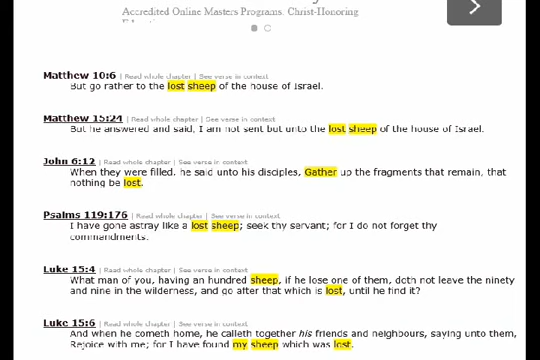 Accredited Online Masters Programs. Christ-Honoring
Matthew 10:6 | Read whole chapter | See verse in context
But go rather to the lost sheep of the house of Israel.
Matthew 15:24 | Read whole chapter | See verse in context
But he answered and said, I am not sent but unto the lost sheep of the house of Israel.
John 6:12 | Read whole chapter | See verse in context
When they were filled, he said unto his disciples, Gather up the fragments that remain, that
nothing be lost.
Psalms 119:176 | Read whole chapter | See verse in context
I have gone astray like a lost sheep; seek thy servant; for I do not forget thy
commandments.
Luke 15:4 | Read whole chapter | See verse in context
What man of you, having an hundred sheep, if he lose one of them, doth not leave the ninety
and nine in the wilderness, and go after that which is lost, until he find it?
Luke 15:6 | Read whole chapter | See verse in context
And when he cometh home, he calleth together his friends and neighbours, saying unto them,
Rejoice with me; for I have found my sheep which was lost.